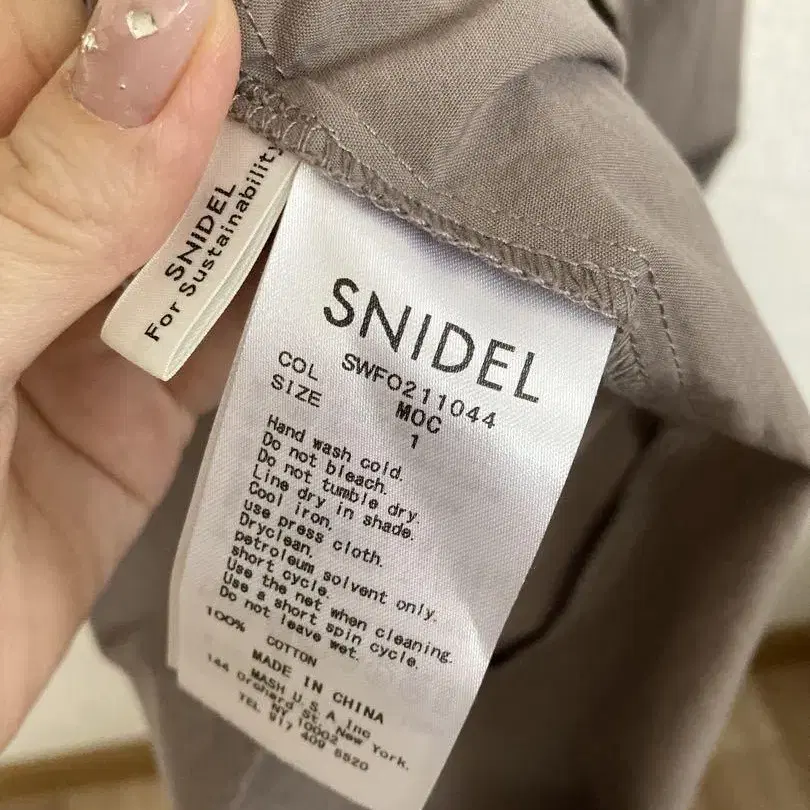 SNIDEL
For Sustainability
SNIDEL
SWFO211044
COL MOC
SIZE 1
Hand wash cold.
Do not bleach.
Do not tumble dry.
Line dry in shade.
Cool iron.
use press cloth.
Dryclean.
petroleum solvent only.
short cycle.
Use the net when cleaning.
Use a short spin cycle.
Do not leave wet.
100% COTTON
MADE IN CHINA
MASH U.S.A Inc
144 Orchard St. New York.
NY 10002
TEL 917 409 5520